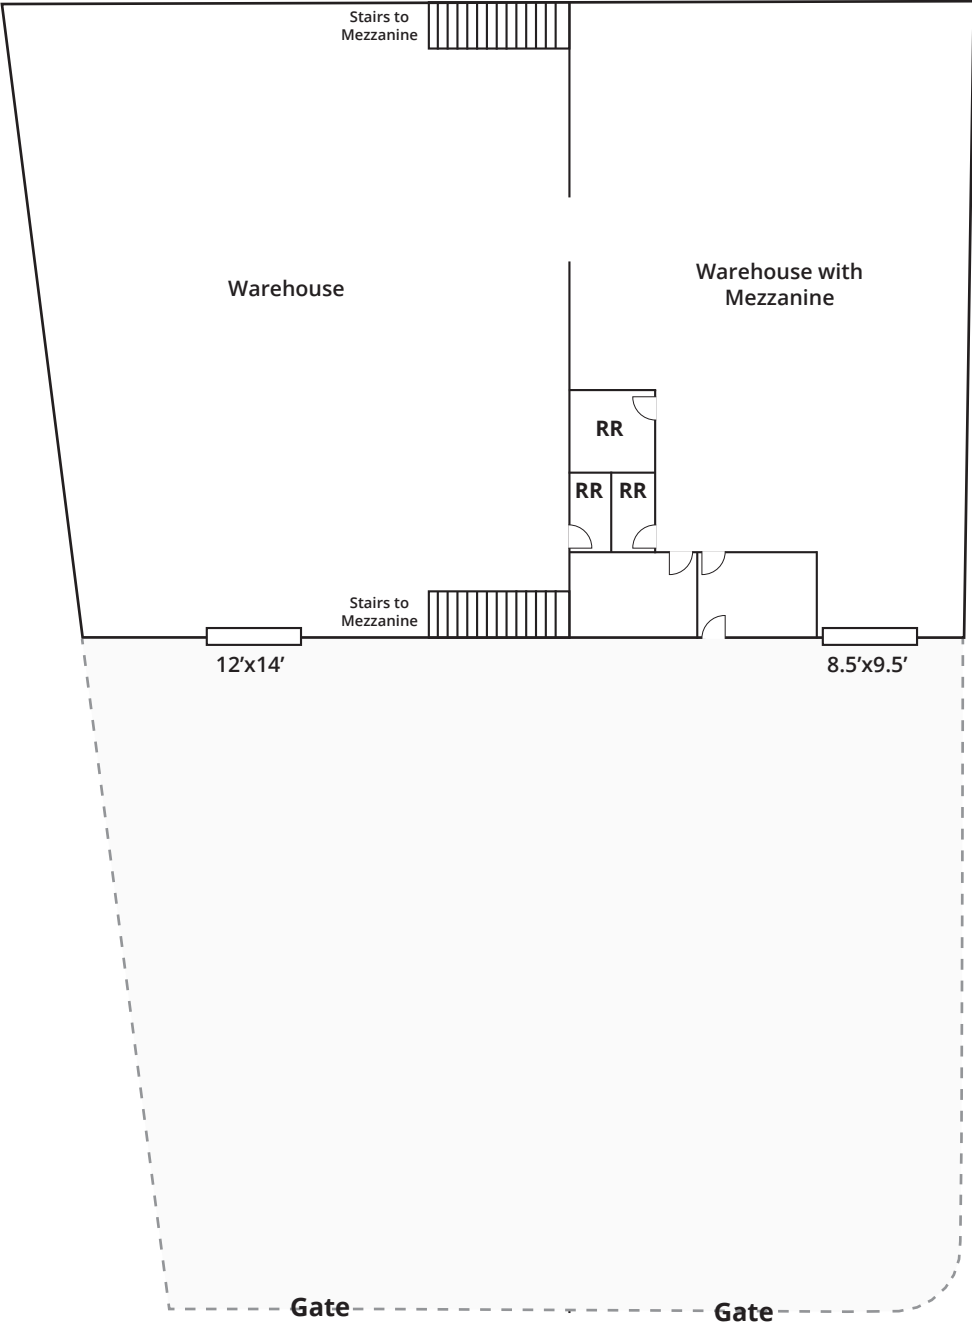 Stairs to
Mezzanine
Warehouse
Warehouse with
Mezzanine
RR
RR
RR
Stairs to
Mezzanine
12’x14’
8.5’x9.5’
Gate
Gate